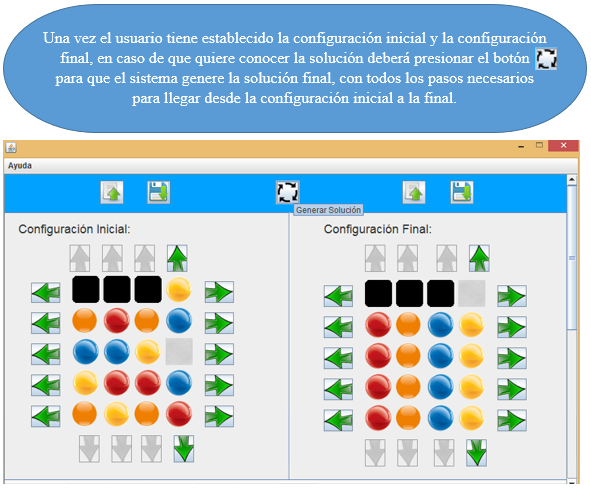 Una vez el usuario tiene establecido la configuración inicial y la configuración
final, en caso de que quiere conocer la solución deberá presionar el botón
para que el sistema genere la solución final, con todos los pasos necesarios
para llegar desde la configuración inicial a la final.
Ayuda
Generar Solución
Configuración Inicial:
Configuración Final: